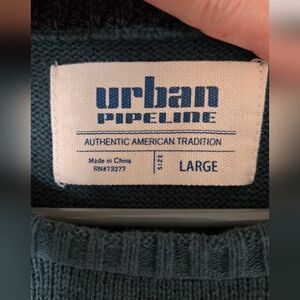 urban
PIPELINE
AUTHENTIC AMERICAN TRADITION
Made in China
RN#73277
SIZE
LARGE